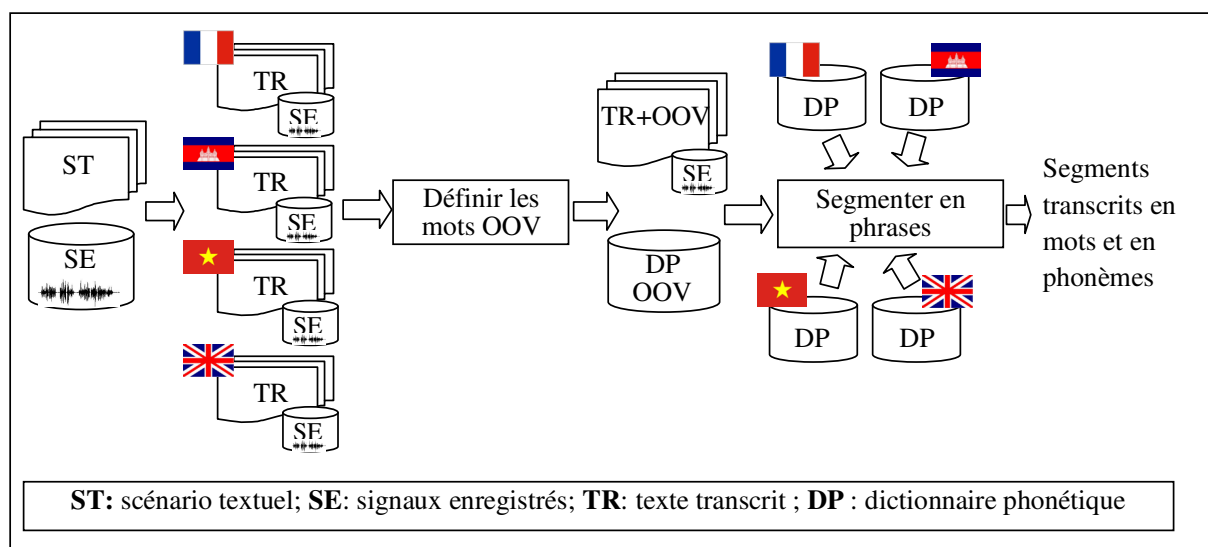 ST
SE
TR
SE
TR
SE
TR
SE
TR
SE
Définir les
mots OOV
TR+OOV
SE
DP
OOV
DP
DP
Segmenter en
phrases
DP
DP
Segments
transcrits en
mots et en
phonèmes
ST: scénario textuel; SE: signaux enregistrés; TR: texte transcrit ; DP : dictionnaire phonétique